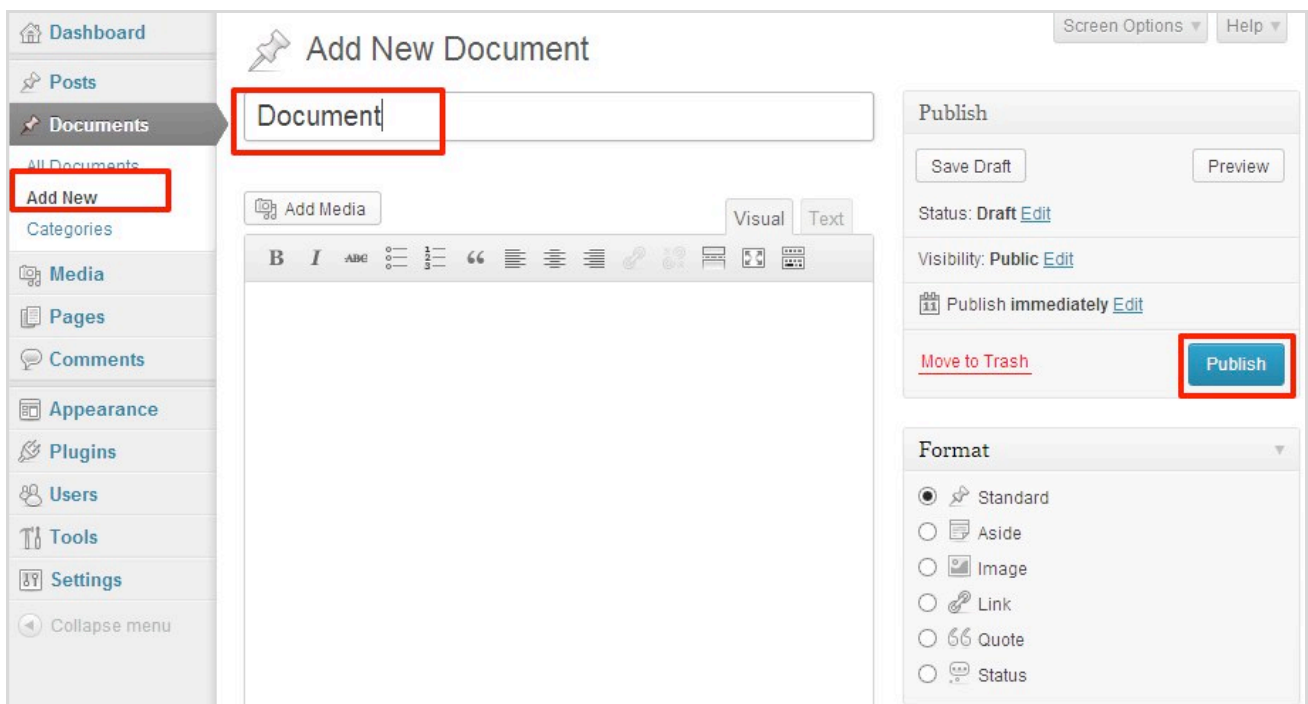 Dashboard
Posts
Documents
All Documents
Add New
Categories
Media
Pages
Comments
Appearance
Plugins
Users
Tools
Settings
Collapse menu
Screen Options
Help
Add New Document
Document
Add Media
Visual
Text
B I ABC
Publish
Save Draft
Preview
Status: Draft Edit
Visibility: Public Edit
11 Publish immediately Edit
Move to Trash
Publish
Format
Standard
Aside
Image
Link
Quote
Status